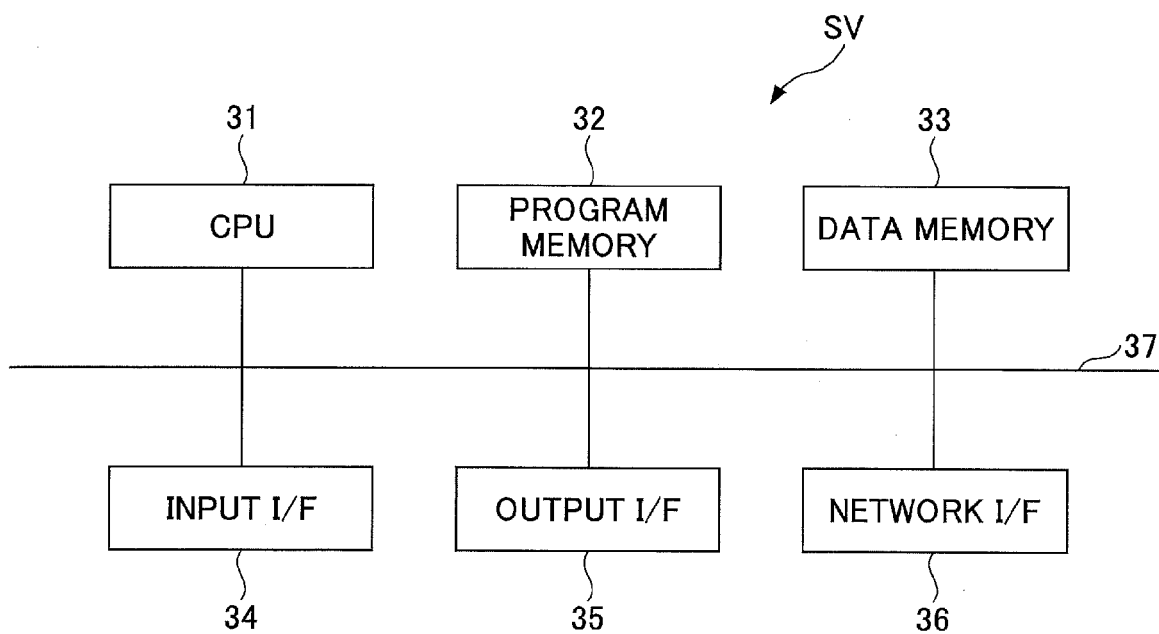 SV
31
32
33
CPU
PROGRAM
MEMORY
DATA MEMORY
37
INPUT I/F
OUTPUT I/F
NETWORK I/F
34
35
36